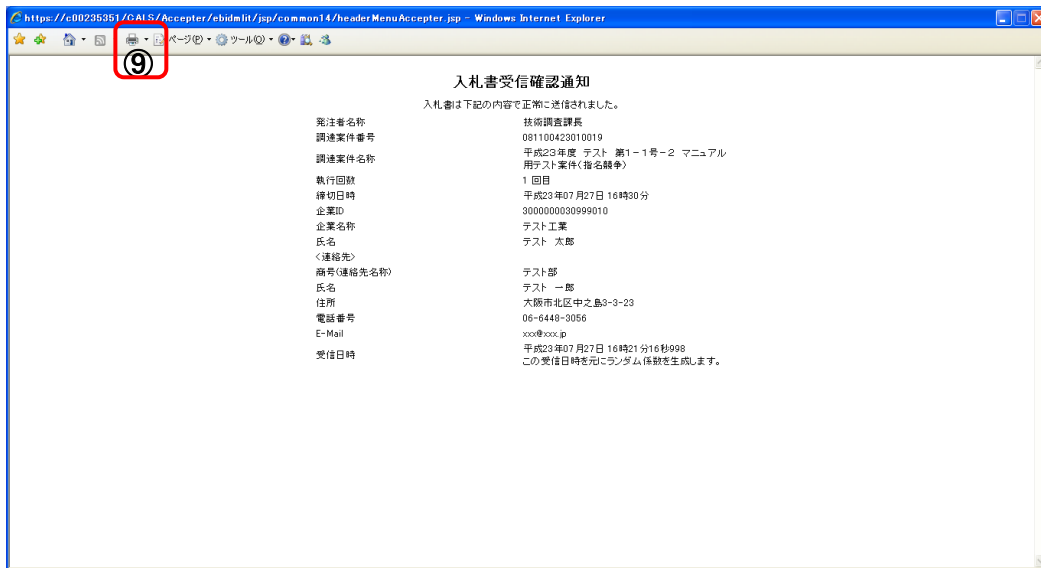 https://c00235351/CALS/Accepter/ebidmlit/jsp/common14/headerMenuAccepter.jsp - Windows Internet Explorer
ページ(P) ツール(O)
⑨
入札書受信確認通知
入札書は下記の内容で正常に送信されました。
発注者名称 技術調査課長
調達案件番号 081100423010019
調達案件名称 平成23年度 テスト 第1-1号-2 マニュアル
用テスト案件(指名競争)
執行回数 1 回目
締切日時 平成23年07月27日 16時30分
企業ID 3000000030999010
企業名称 テスト工業
氏名 テスト 太郎
<連絡先>
商号(連絡先名称) テスト部
氏名 テスト 一郎
住所 大阪市北区中之島3-3-23
電話番号 06-6448-3056
E-Mail xxx@xxx.jp
受信日時 平成23年07月27日 16時21分16秒998
この受信日時を元にランダム係数を生成します。